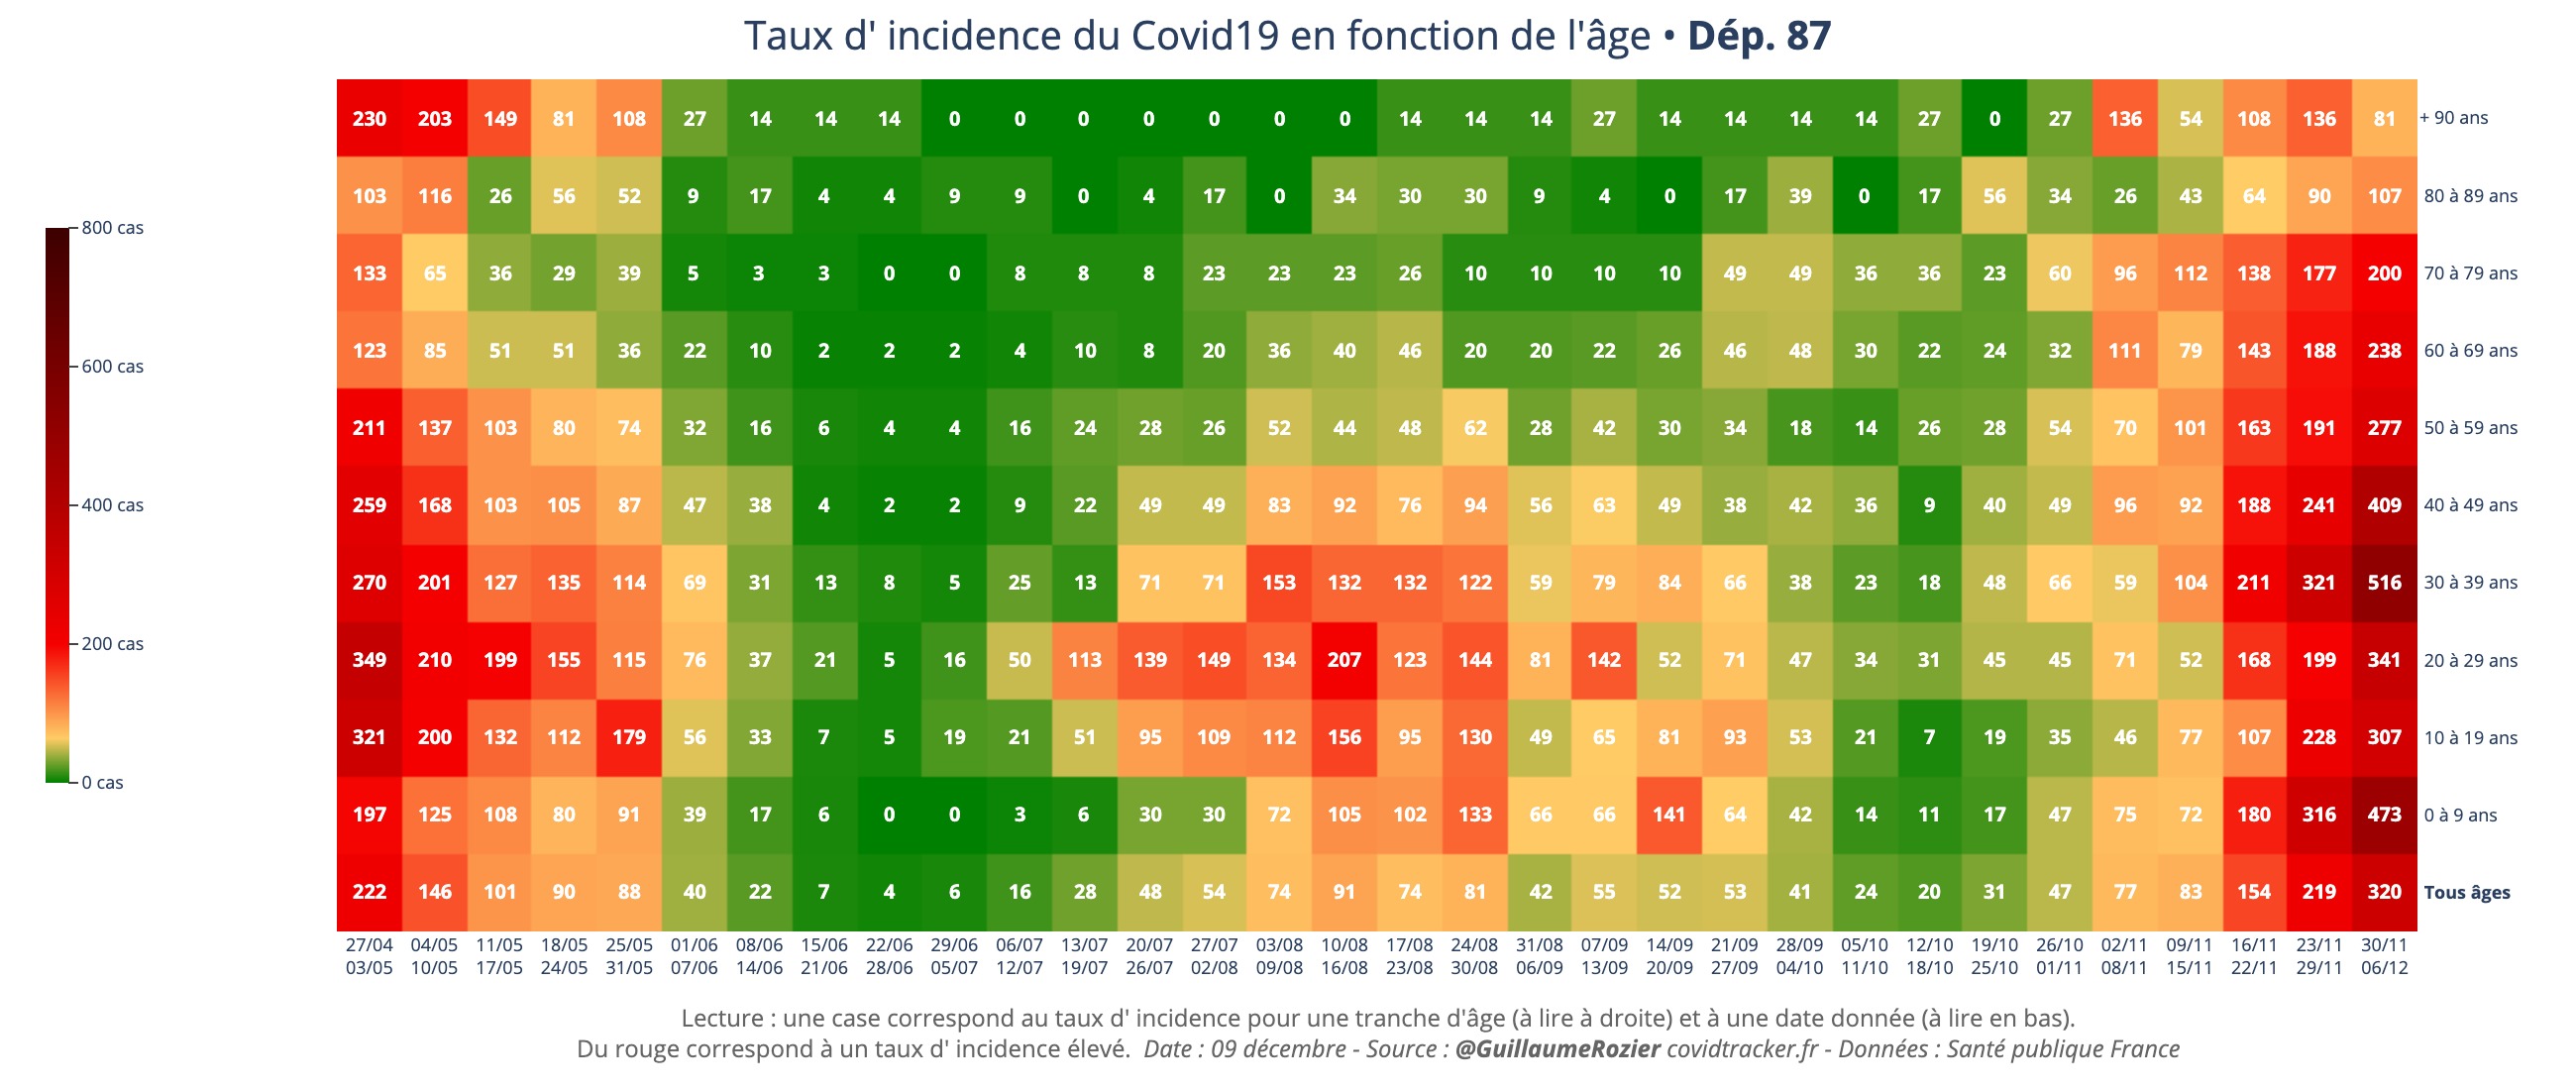 Taux d' incidence du Covid19 en fonction de l'âge • Dép. 87
230 203 149 81 108 27 14 14 14 0 0 0 0 0 0 0 14 14 14 27 14 14 14 14 27 0 27 136 54 108 136 81 + 90 ans
103 116 26 56 52 9 17 4 4 9 9 0 4 17 0 34 30 30 9 4 0 17 39 0 17 56 34 26 43 64 90 107 80 à 89 ans
133 65 36 29 39 5 3 3 0 0 8 8 8 23 23 23 26 10 10 10 10 49 49 36 36 23 60 96 112 138 177 200 70 à 79 ans
123 85 51 51 36 22 10 2 2 2 4 10 8 20 36 40 46 20 20 22 26 46 48 30 22 24 32 111 79 143 188 238 60 à 69 ans
211 137 103 80 74 32 16 6 4 4 16 24 28 26 52 44 48 62 28 42 30 34 18 14 26 28 54 70 101 163 191 277 50 à 59 ans
259 168 103 105 87 47 38 4 2 2 9 22 49 49 83 92 76 94 56 63 49 38 42 36 9 40 49 96 92 188 241 409 40 à 49 ans
270 201 127 135 114 69 31 13 8 5 25 13 71 71 153 132 132 122 59 79 84 66 38 23 18 48 66 59 104 211 321 516 30 à 39 ans
349 210 199 155 115 76 37 21 5 16 50 113 139 149 134 207 123 144 81 142 52 71 47 34 31 45 45 71 52 168 199 341 20 à 29 ans
321 200 132 112 179 56 33 7 5 19 21 51 95 109 112 156 95 130 49 65 81 93 53 21 7 19 35 46 77 107 228 307 10 à 19 ans
197 125 108 80 91 39 17 6 0 0 3 6 30 30 72 105 102 133 66 66 141 64 42 14 11 17 47 75 72 180 316 473 0 à 9 ans
222 146 101 90 88 40 22 7 4 6 16 28 48 54 74 91 74 81 42 55 52 53 41 24 20 31 47 77 83 154 219 320 Tous âges
27/04 04/05 11/05 18/05 25/05 01/06 08/06 15/06 22/06 29/06 06/07 13/07 20/07 27/07 03/08 10/08 17/08 24/08 31/08 07/09 14/09 21/09 28/09 05/10 12/10 19/10 26/10 02/11 09/11 16/11 23/11 30/11
03/05 10/05 17/05 24/05 31/05 07/06 14/06 21/06 28/06 05/07 12/07 19/07 26/07 02/08 09/08 16/08 23/08 30/08 06/09 13/09 20/09 27/09 04/10 11/10 18/10 25/10 01/11 08/11 15/11 22/11 29/11 06/12
800 cas
600 cas
400 cas
200 cas
0 cas
Lecture : une case correspond au taux d' incidence pour une tranche d'âge (à lire à droite) et à une date donnée (à lire en bas).
Du rouge correspond à un taux d' incidence élevé. Date : 09 décembre - Source : @GuillaumeRozier covidtracker.fr - Données : Santé publique France